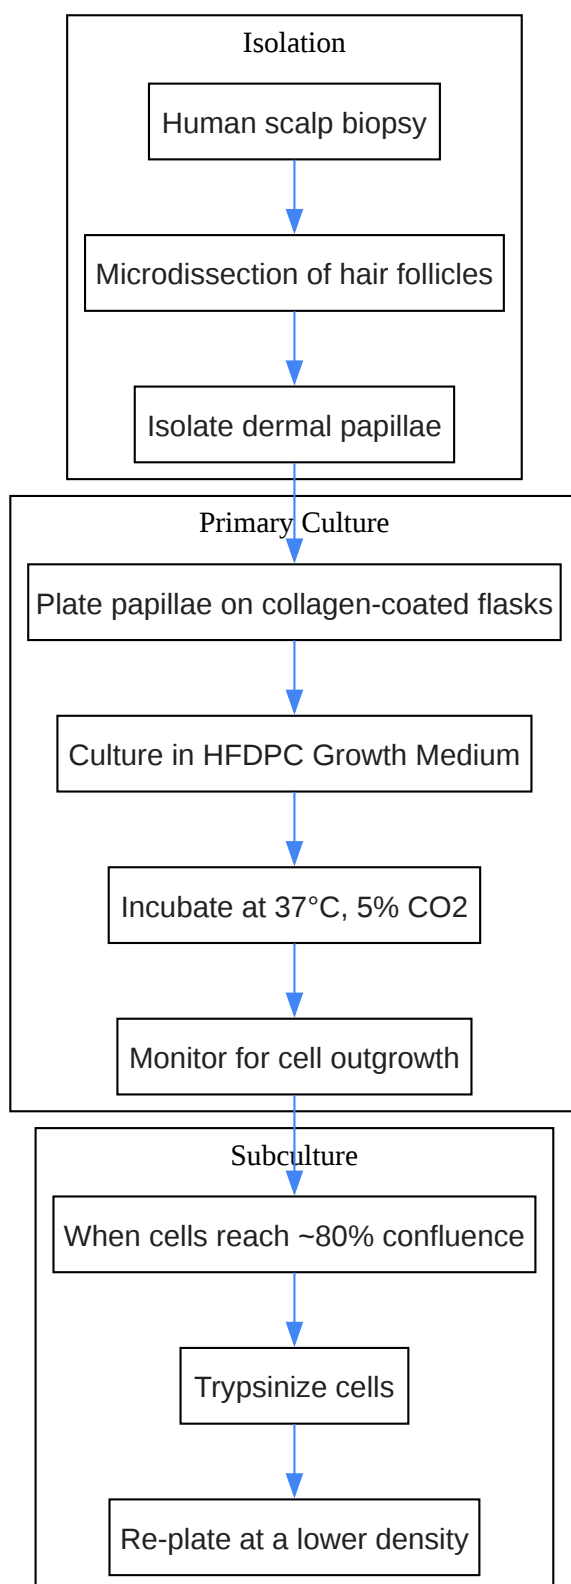 Isolation
Human scalp biopsy
Microdissection of hair follicles
Isolate dermal papillae
Primary Culture
Plate papillae on collagen-coated flasks
Culture in HFDPC Growth Medium
Incubate at 37°C, 5% CO2
Monitor for cell outgrowth
Subculture
When cells reach ~80% confluence
Trypsinize cells
Re-plate at a lower density